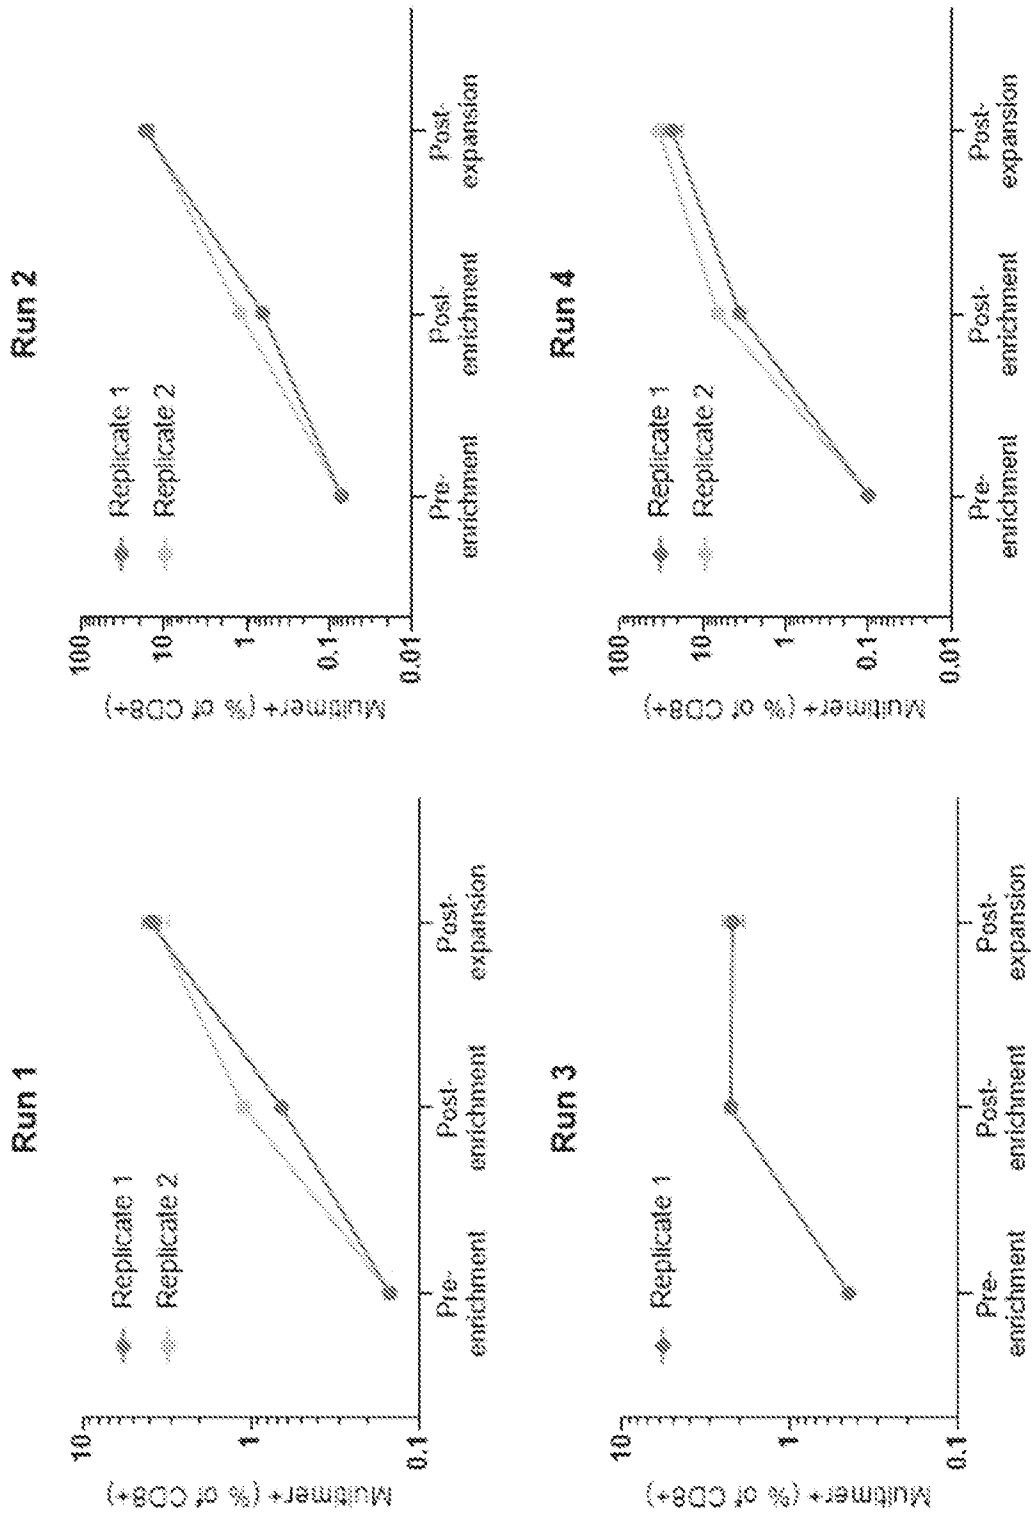 Run 1
Multimer+ (% of CD8+)
10
1
0.1
Replicate 1
Replicate 2
Pre-
enrichment
Post-
enrichment
Post-
expansion
Run 2
Multimer+ (% of CD8+)
100
10
1
0.1
0.01
Replicate 1
Replicate 2
Pre-
enrichment
Post-
enrichment
Post-
expansion
Run 3
Multimer+ (% of CD8+)
10
1
0.1
Replicate 1
Pre-
enrichment
Post-
enrichment
Post-
expansion
Run 4
Multimer+ (% of CD8+)
100
10
1
0.1
0.01
Replicate 1
Replicate 2
Pre-
enrichment
Post-
enrichment
Post-
expansion